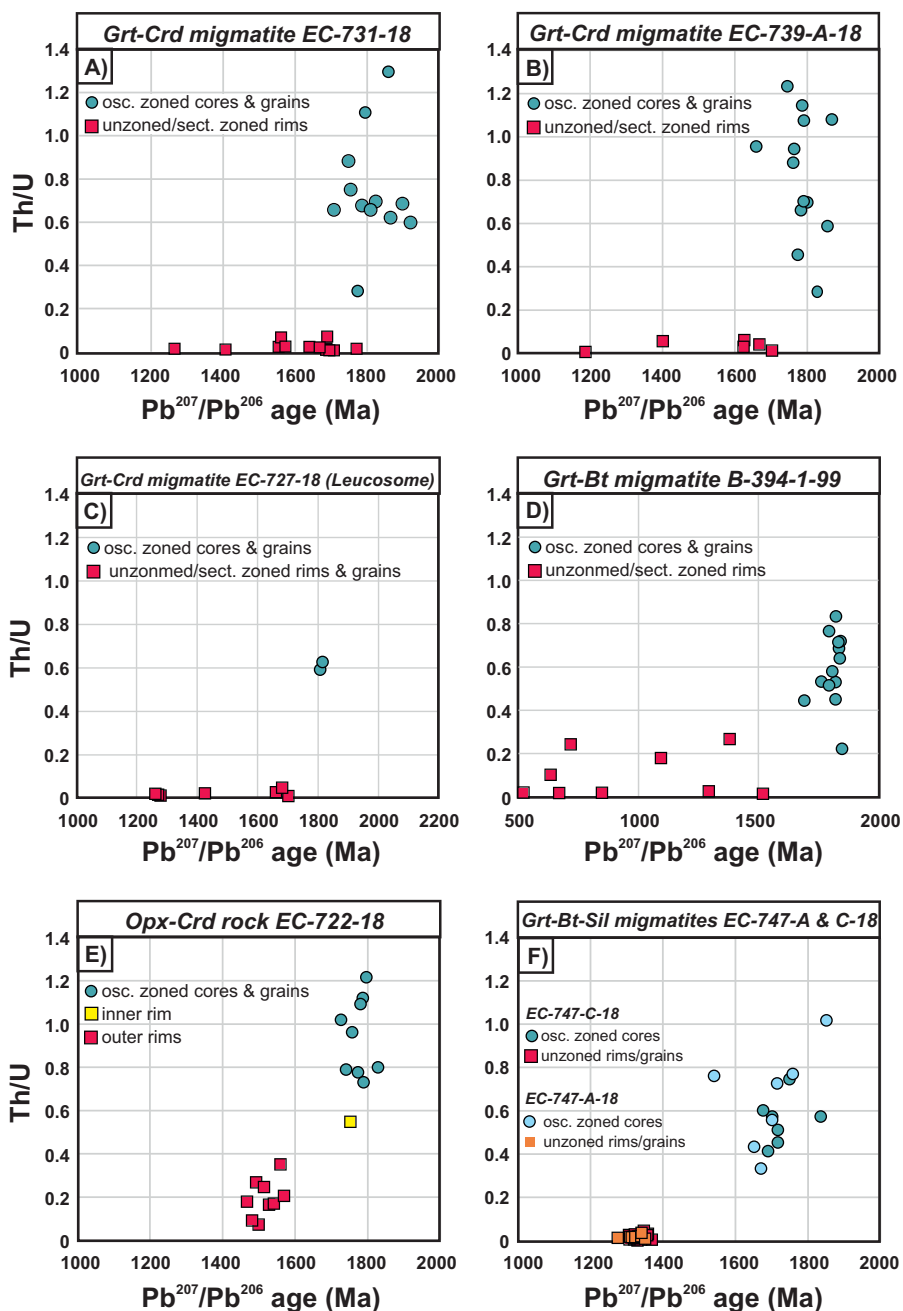 Grt-Crd migmatite EC-731-18
A)
osc. zoned cores & grains
unzoned/sect. zoned rims
Th/U
1.4
1.2
1.0
0.8
0.6
0.4
0.2
0
1000 1200 1400 1600 1800 2000
Pb²⁰⁷/Pb²⁰⁶ age (Ma)
Grt-Crd migmatite EC-739-A-18
B)
osc. zoned cores & grains
unzoned/sect. zoned rims
1.4
1.2
1.0
0.8
0.6
0.4
0.2
0
1000 1200 1400 1600 1800 2000
Pb²⁰⁷/Pb²⁰⁶ age (Ma)
Grt-Crd migmatite EC-727-18 (Leucosome)
C)
osc. zoned cores & grains
unzonmed/sect. zoned rims & grains
Th/U
1.4
1.2
1.0
0.8
0.6
0.4
0.2
0
1000 1200 1400 1600 1800 2000 2200
Pb²⁰⁷/Pb²⁰⁶ age (Ma)
Grt-Bt migmatite B-394-1-99
D)
osc. zoned cores & grains
unzonmed/sect. zoned rims
1.4
1.2
1.0
0.8
0.6
0.4
0.2
0
500 1000 1500 2000
Pb²⁰⁷/Pb²⁰⁶ age (Ma)
Opx-Crd rock EC-722-18
E)
osc. zoned cores & grains
inner rim
outer rims
Th/U
1.4
1.2
1.0
0.8
0.6
0.4
0.2
0
1000 1200 1400 1600 1800 2000
Pb²⁰⁷/Pb²⁰⁶ age (Ma)
Grt-Bt-Sil migmatites EC-747-A & C-18
F)
EC-747-C-18
osc. zoned cores
unzoned rims/grains
EC-747-A-18
osc. zoned cores
unzoned rims/grains
1.4
1.2
1.0
0.8
0.6
0.4
0.2
0
1000 1200 1400 1600 1800 2000
Pb²⁰⁷/Pb²⁰⁶ age (Ma)